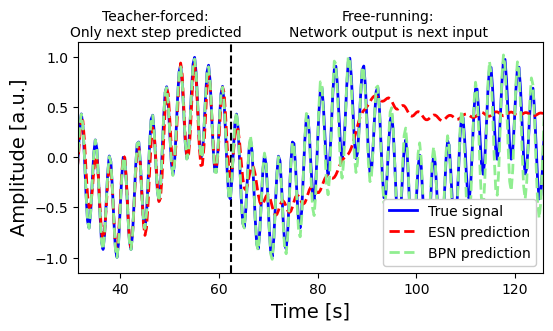 Teacher-forced:
Only next step predicted
Free-running:
Network output is next input
Amplitude [a.u.]
1.0
0.5
0.0
−0.5
−1.0
True signal
ESN prediction
BPN prediction
40
60
80
100
120
Time [s]